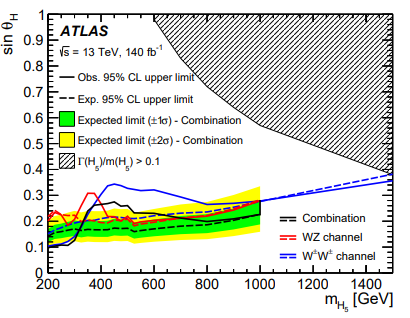 sin θ_H
1
0.9
0.8
0.7
0.6
0.5
0.4
0.3
0.2
0.1
0
ATLAS
√s = 13 TeV, 140 fb⁻¹
Obs. 95% CL upper limit
Exp. 95% CL upper limit
Expected limit (±1σ) - Combination
Expected limit (±2σ) - Combination
Γ(H₅)/m(H₅) > 0.1
Combination
WZ channel
W±W± channel
200 400 600 800 1000 1200 1400
m_H₅ [GeV]